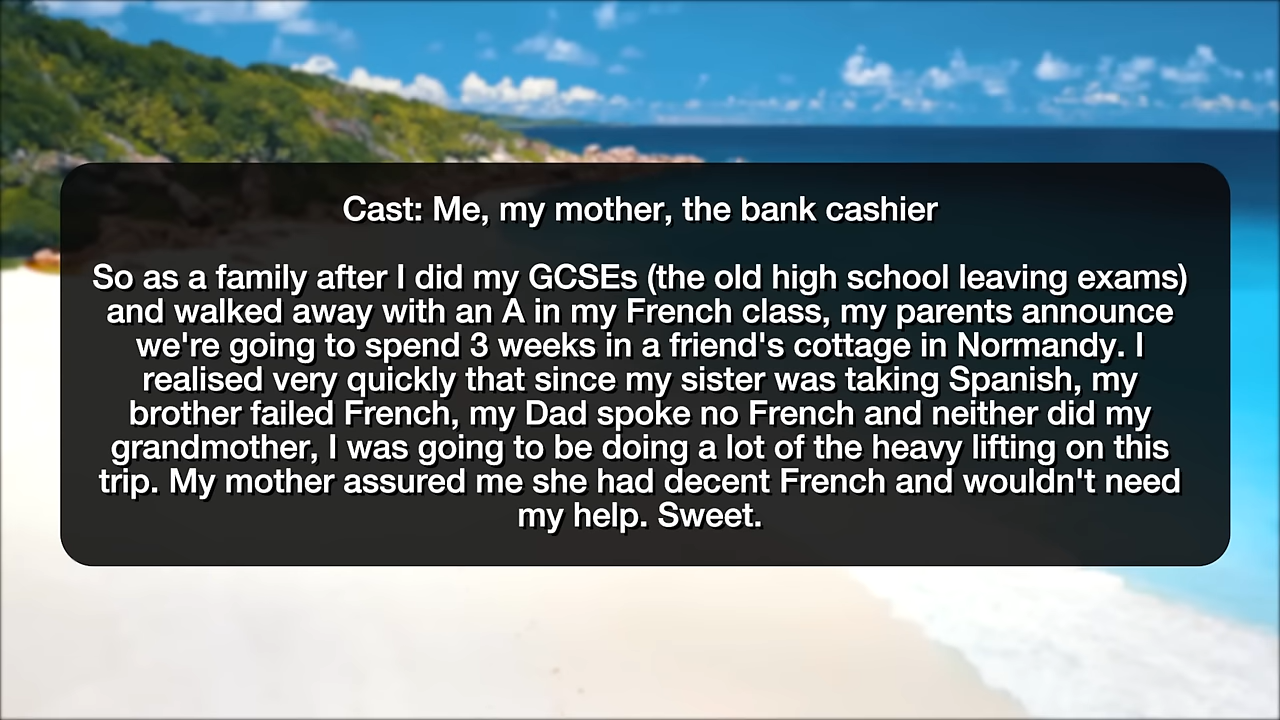 Cast: Me, my mother, the bank cashier
So as a family after I did my GCSEs (the old high school leaving exams)
and walked away with an A in my French class, my parents announce
we're going to spend 3 weeks in a friend's cottage in Normandy. I
realised very quickly that since my sister was taking Spanish, my
brother failed French, my Dad spoke no French and neither did my
grandmother, I was going to be doing a lot of the heavy lifting on this
trip. My mother assured me she had decent French and wouldn't need
my help. Sweet.